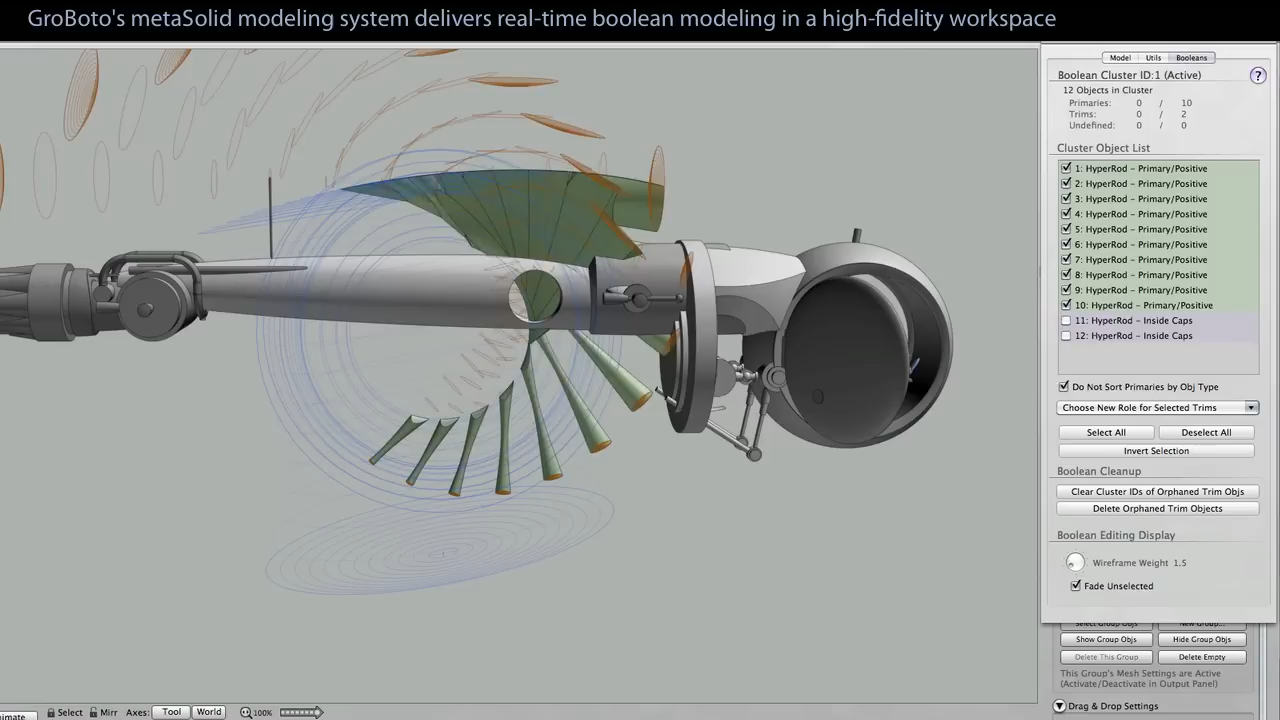 GroBoto's metaSolid modeling system delivers real-time boolean modeling in a high-fidelity workspace
Model Utils Booleans
Boolean Cluster ID:1 (Active) ?
12 Objects in Cluster
Primaries: 0 / 10
Trims: 0 / 2
Undefined: 0 / 0
Cluster Object List
1: HyperRod - Primary/Positive
2: HyperRod - Primary/Positive
3: HyperRod - Primary/Positive
4: HyperRod - Primary/Positive
5: HyperRod - Primary/Positive
6: HyperRod - Primary/Positive
7: HyperRod - Primary/Positive
8: HyperRod - Primary/Positive
9: HyperRod - Primary/Positive
10: HyperRod - Primary/Positive
11: HyperRod - Inside Caps
12: HyperRod - Inside Caps
Do Not Sort Primaries by Obj Type
Choose New Role for Selected Trims
Select All Deselect All
Invert Selection
Boolean Cleanup
Clear Cluster IDs of Orphaned Trim Objs
Delete Orphaned Trim Objects
Boolean Editing Display
Wireframe Weight 1.5
Fade Unselected
Select Group Objs New Group...
Show Group Objs Hide Group Objs
Delete This Group Delete Empty
This Group's Mesh Settings are Active
(Activate/Deactivate in Output Panel)
Drag & Drop Settings
Select Mirr Axes: Tool World 100%